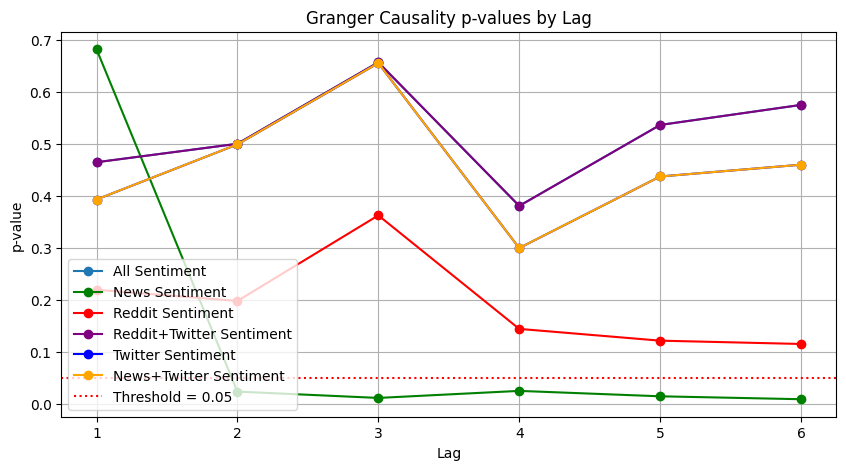 Granger Causality p-values by Lag
0.7
0.6
0.5
0.4
0.3
0.2
0.1
0.0
p-value
All Sentiment
News Sentiment
Reddit Sentiment
Reddit+Twitter Sentiment
Twitter Sentiment
News+Twitter Sentiment
Threshold = 0.05
1 2 3 4 5 6
Lag